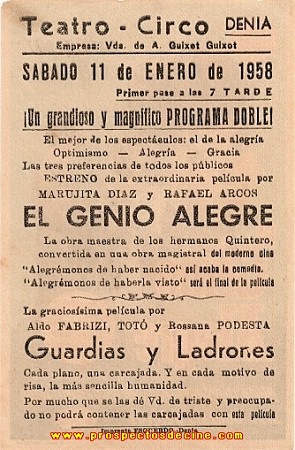 Teatro - Circo DENIA
Empresa: Vda. de A. Guixot Guixot
SABADO 11 de ENERO de 1958
Primer pase a las 7 TARDE
¡Un grandioso y magnífico PROGRAMA DOBLE!
El mejor de los espectáculos: el de la alegría
Optimismo — Alegría — Gracia
Las tres preferencias de todos los públicos
ESTRENO de la extraordinaria película por
MARUJITA DIAZ y RAFAEL ARCOS
EL GENIO ALEGRE
La obra maestra de los hermanos Quintero,
convertida en una obra magistral del moderno cine
"Alegrémonos de haber nacido" así acaba la comedia.
"Alegrémonos de haberla visto" será el final de la película
La graciosísima película por
Aldo FABRIZI, TOTÓ y Rossana PODESTA
Guardias y Ladrones
Cada plano, una carcajada. Y en cada motivo de
risa, la más sencilla humanidad.
Por mucho que se las dé Vd. de triste y preocupa-
do no podrá contener las carcajadas con esta película
Imprenta FSQUERDO.-Denia
www.prospectosdecine.com